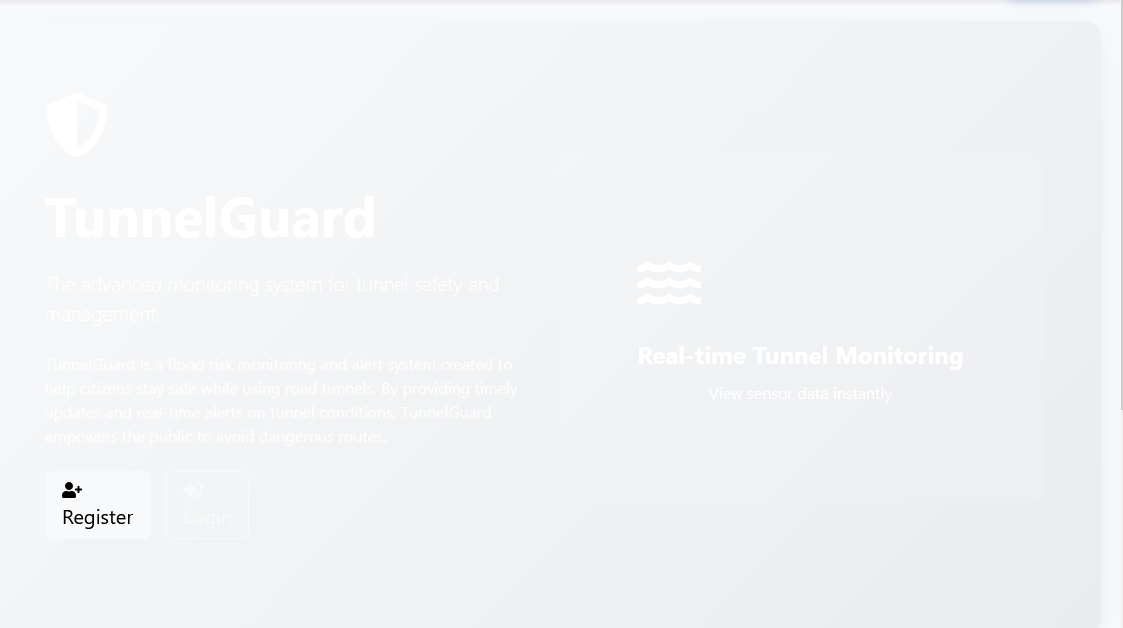 TunnelGuard
The advanced monitoring system for tunnel safety and
management
TunnelGuard is a flood risk monitoring and alert system created to
help citizens stay safe while using road tunnels. By providing timely
updates and real-time alerts on tunnel conditions, TunnelGuard
empowers the public to avoid dangerous routes.
Register
Login
Real-time Tunnel Monitoring
View sensor data instantly